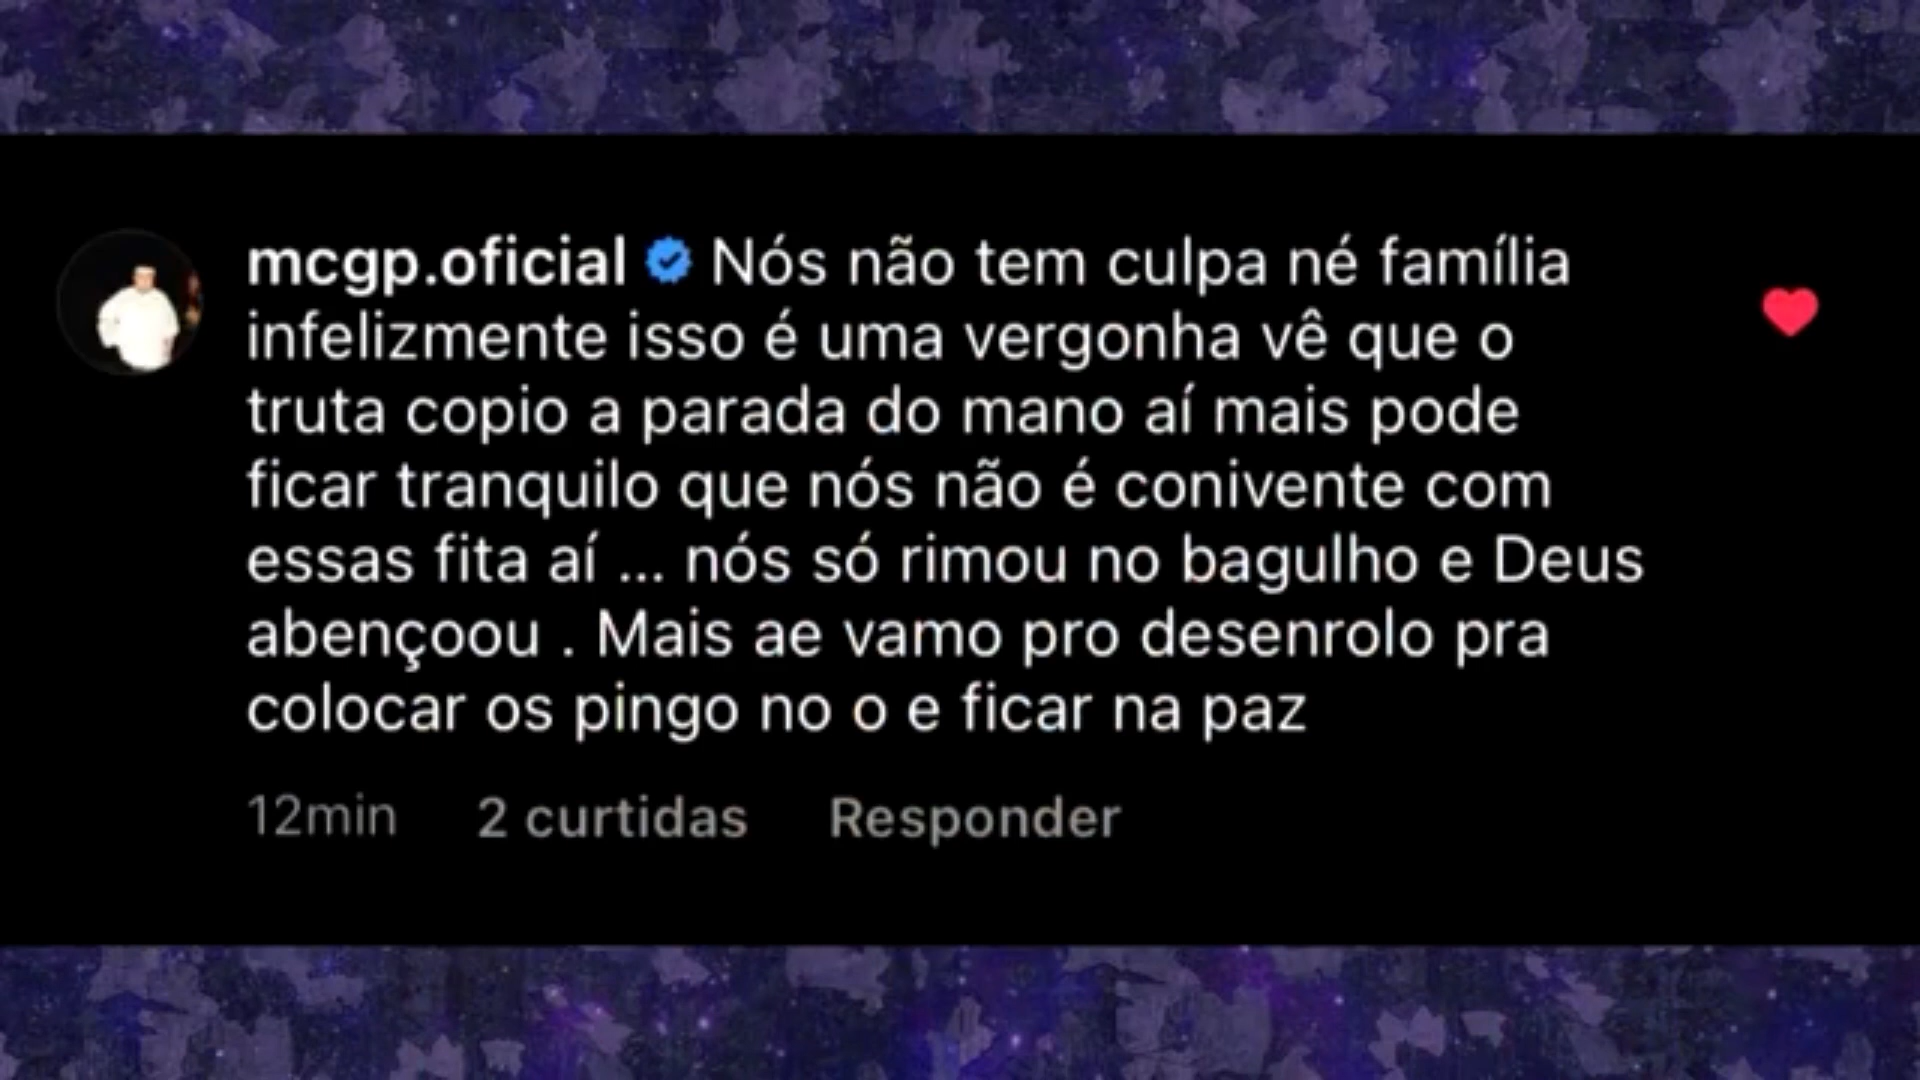 mcgp.oficial Nós não tem culpa né família
infelizmente isso é uma vergonha vê que o
truta copio a parada do mano aí mais pode
ficar tranquilo que nós não é conivente com
essas fita aí ... nós só rimou no bagulho e Deus
abençoou . Mais ae vamo pro desenrolo pra
colocar os pingo no o e ficar na paz
12min 2 curtidas Responder